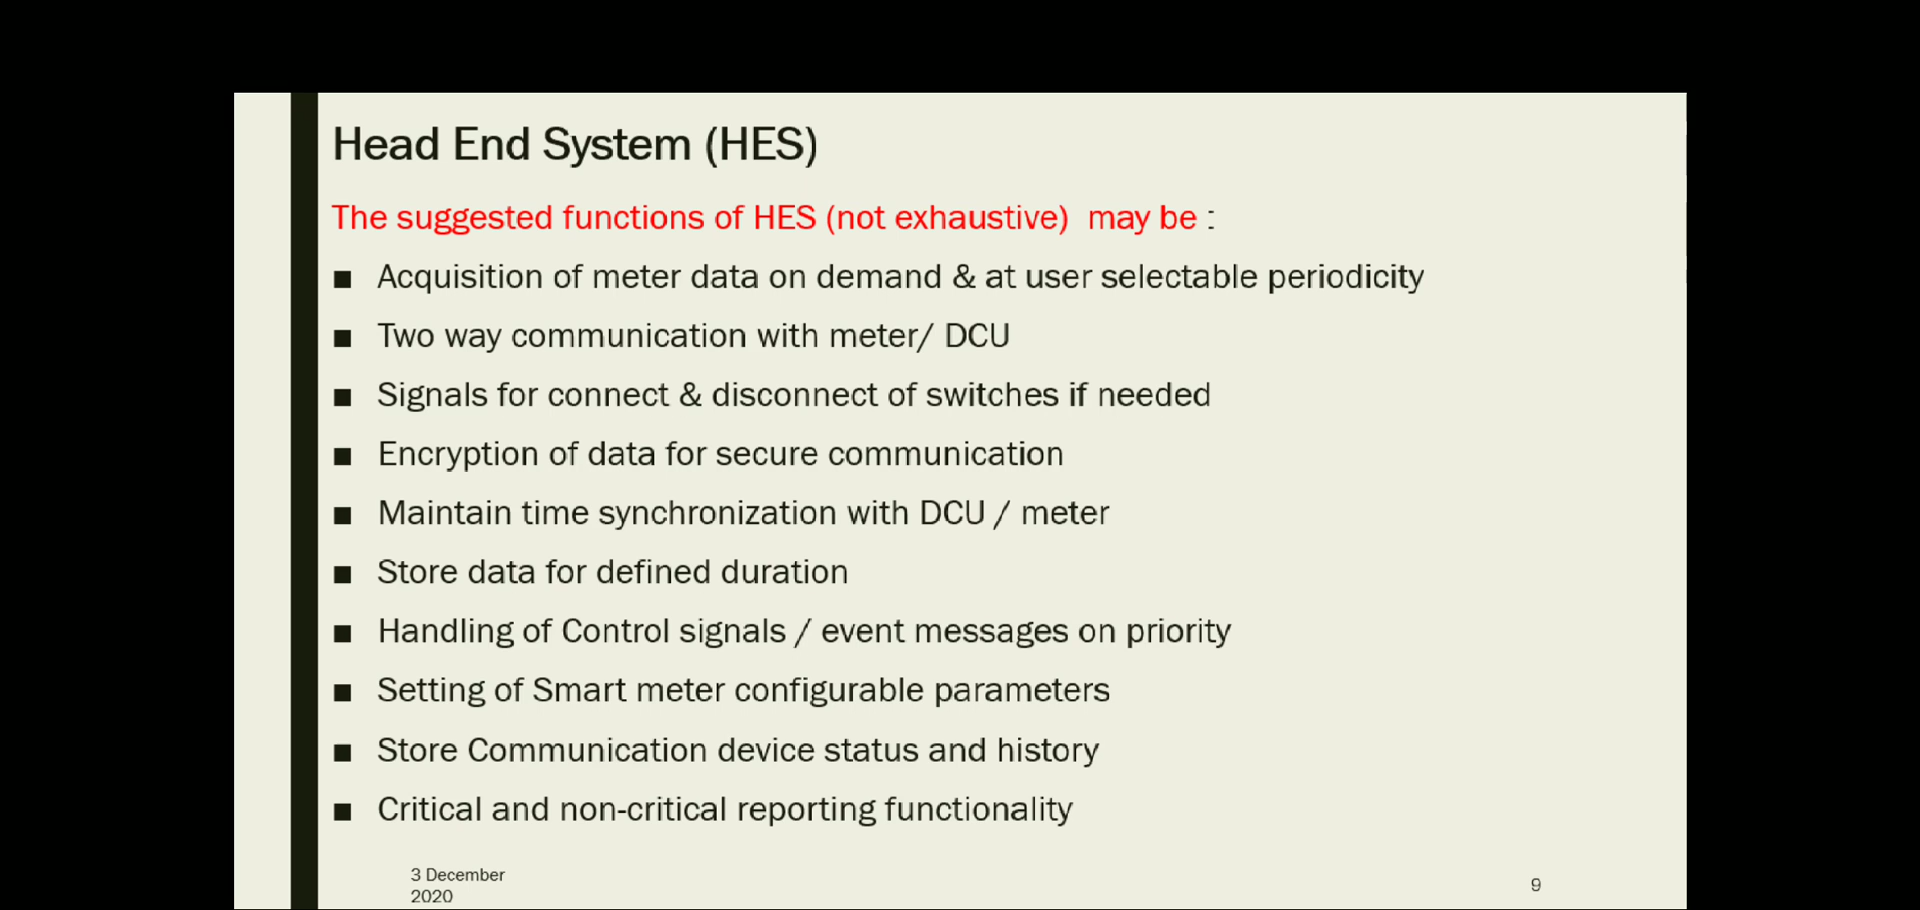 Head End System (HES)
The suggested functions of HES (not exhaustive)  may be :
■ Acquisition of meter data on demand & at user selectable periodicity
■ Two way communication with meter/ DCU
■ Signals for connect & disconnect of switches if needed
■ Encryption of data for secure communication
■ Maintain time synchronization with DCU / meter
■ Store data for defined duration
■ Handling of Control signals / event messages on priority
■ Setting of Smart meter configurable parameters
■ Store Communication device status and history
■ Critical and non-critical reporting functionality
3 December
2020
9